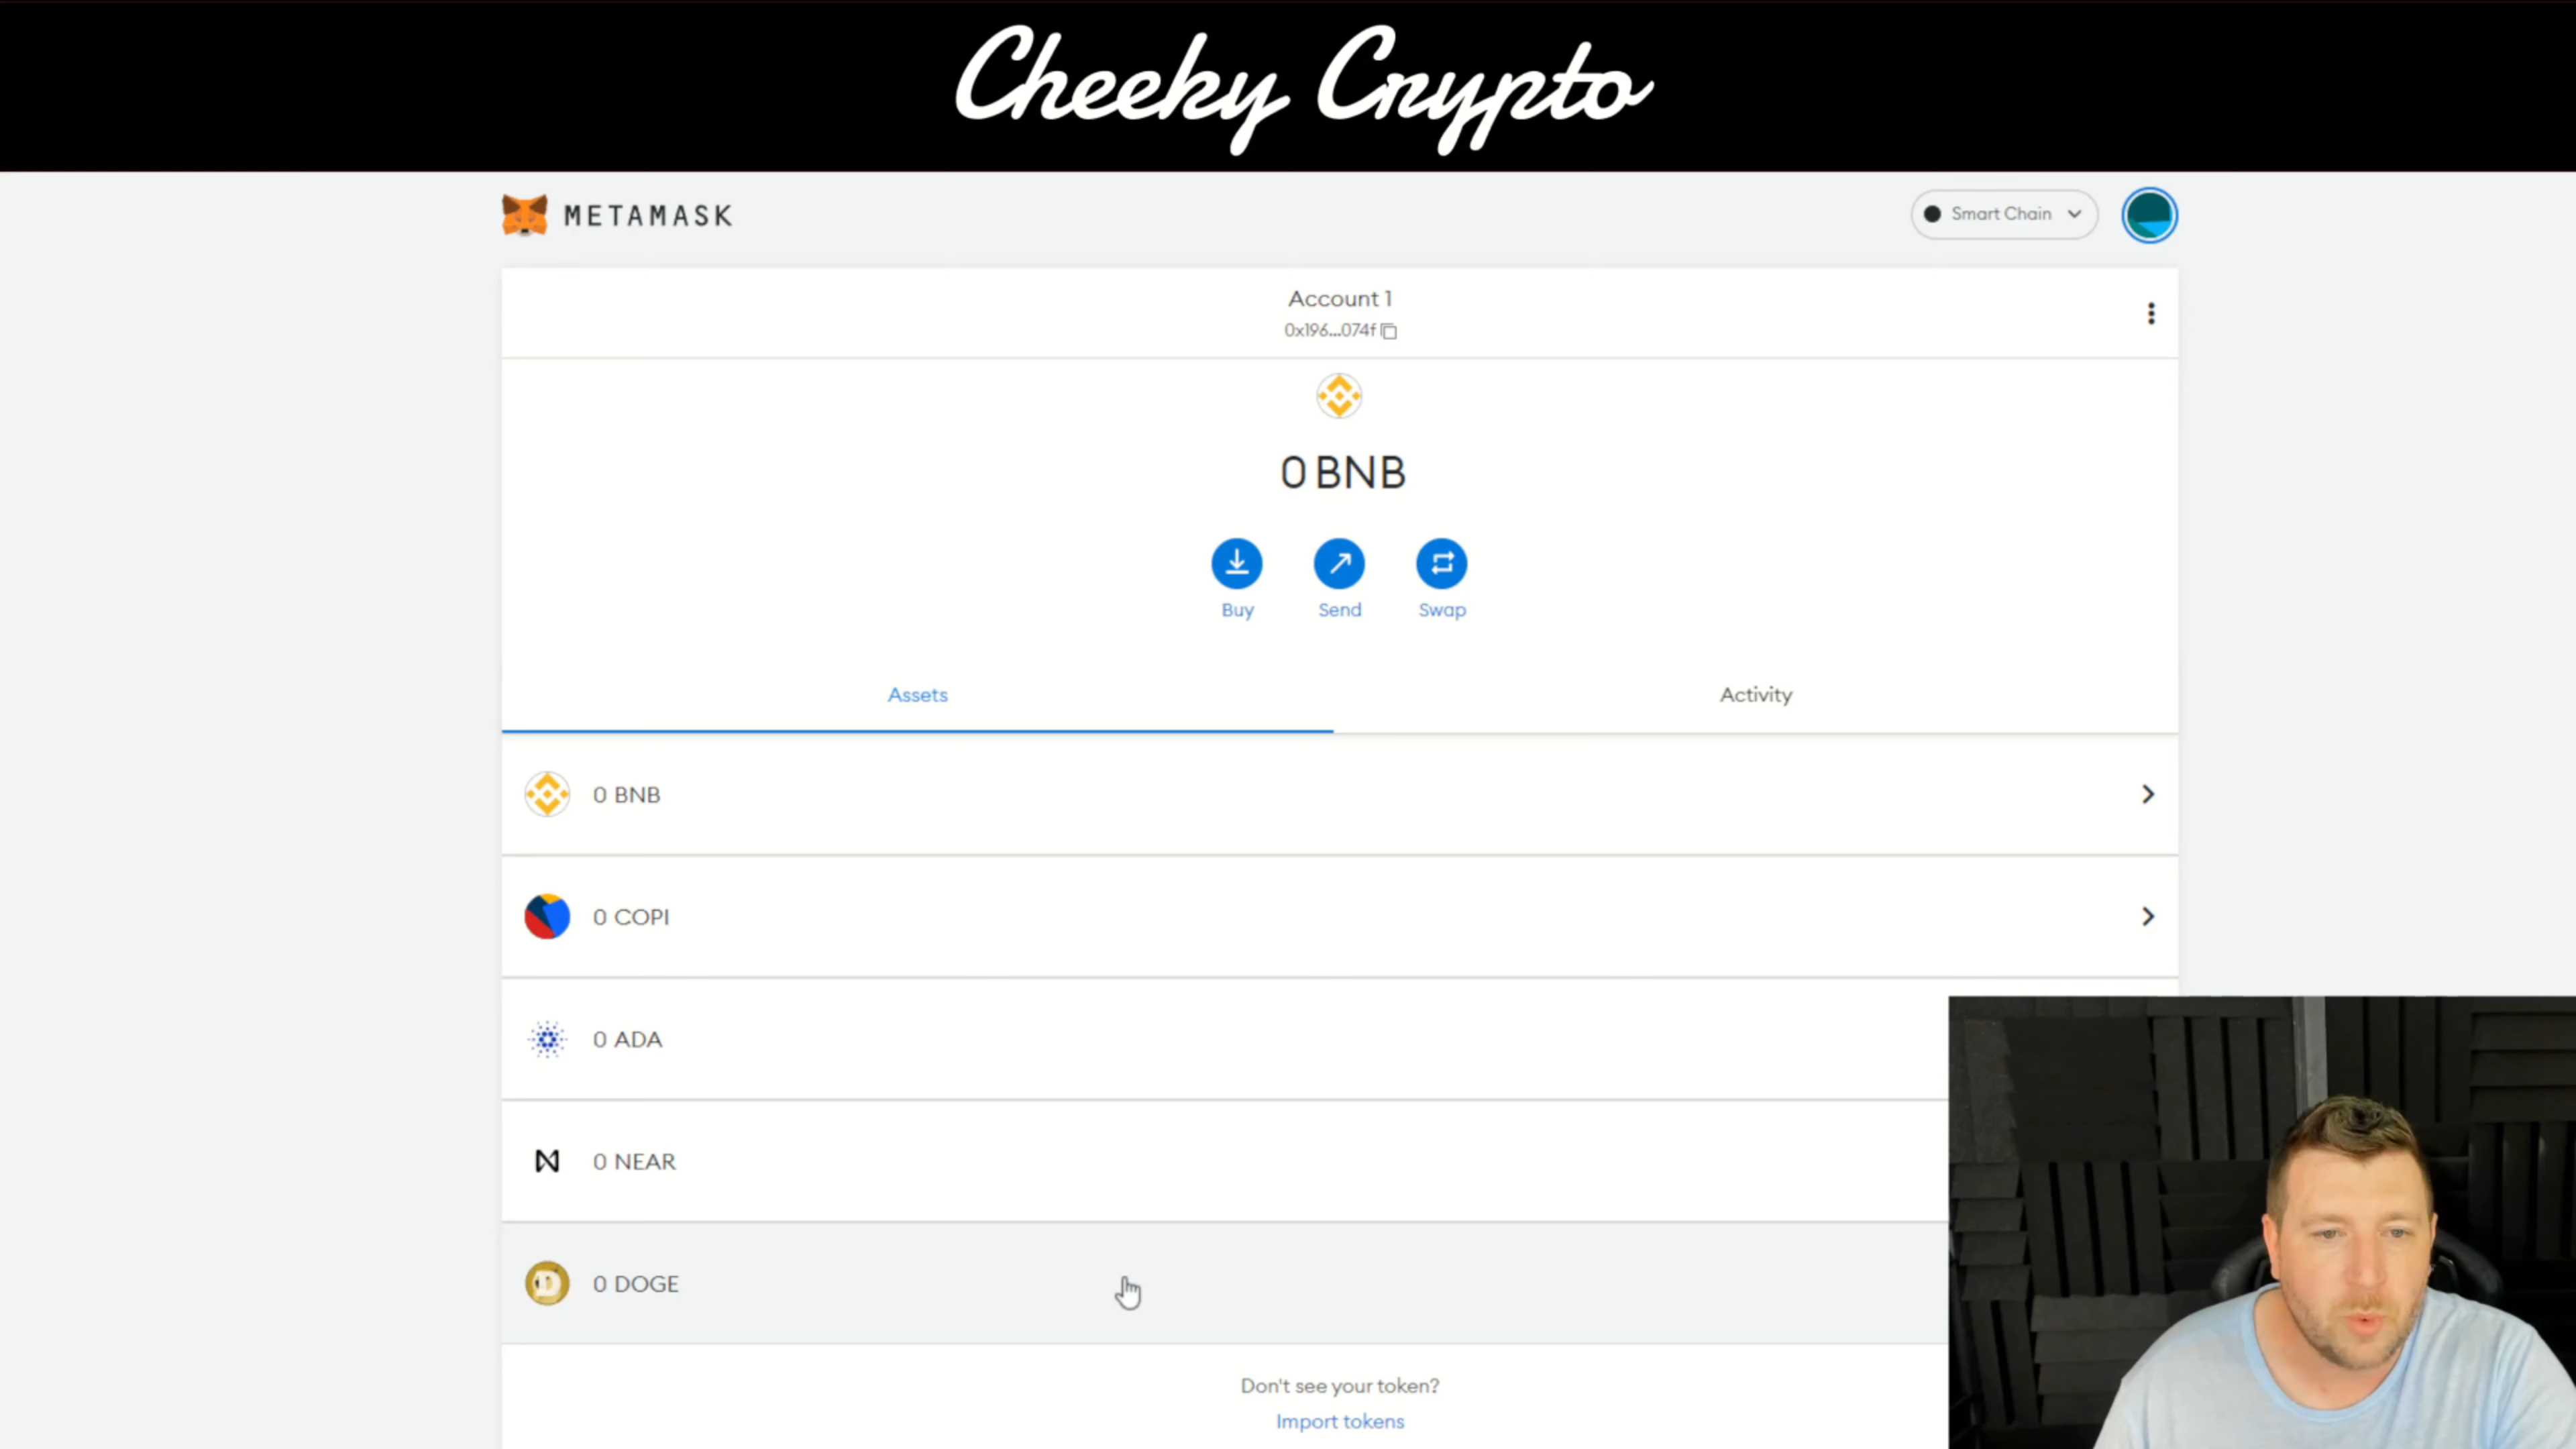 Cheeky Crypto
METAMASK
Smart Chain
Account 1
0x196...074f
0 BNB
Buy
Send
Swap
Assets
Activity
0 BNB
0 COPI
0 ADA
0 NEAR
0 DOGE
Don't see your token?
Import tokens